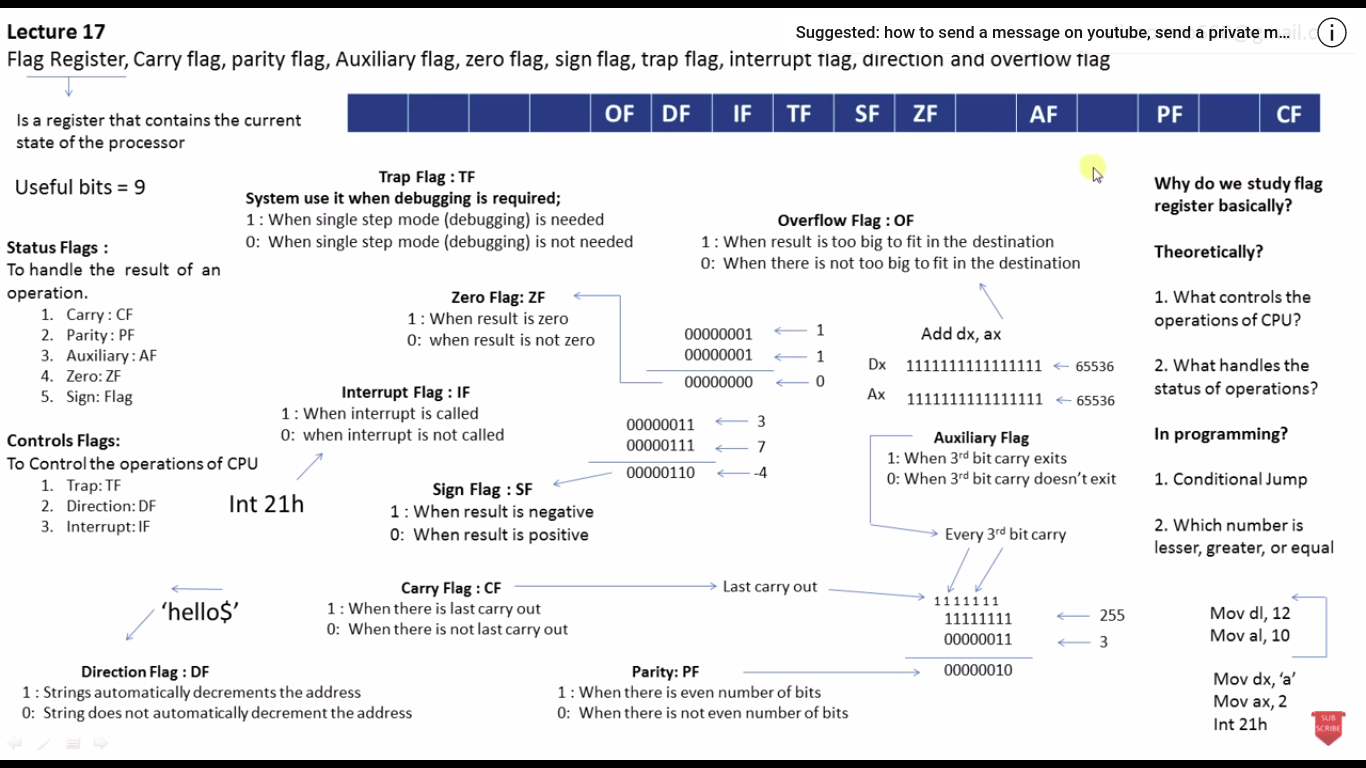 Lecture 17
Suggested: how to send a message on youtube, send a private m...
Flag Register, Carry flag, parity flag, Auxiliary flag, zero flag, sign flag, trap flag, interrupt flag, direction and overflow flag
OF DF IF TF SF ZF AF PF CF
Is a register that contains the current
state of the processor
Useful bits = 9
Status Flags :
To handle the result of an
operation.
1. Carry : CF
2. Parity : PF
3. Auxiliary : AF
4. Zero: ZF
5. Sign: Flag
Controls Flags:
To Control the operations of CPU
1. Trap: TF
2. Direction: DF
3. Interrupt: IF
Trap Flag : TF
System use it when debugging is required;
1 : When single step mode (debugging) is needed
0: When single step mode (debugging) is not needed
Zero Flag: ZF
1 : When result is zero
0: when result is not zero
00000001 1
00000001 1
00000000 0
Interrupt Flag : IF
1 : When interrupt is called
0: when interrupt is not called
Int 21h
00000011 3
00000111 7
00000110 -4
Sign Flag : SF
1 : When result is negative
0: When result is positive
Overflow Flag : OF
1 : When result is too big to fit in the destination
0: When there is not too big to fit in the destination
Add dx, ax
Dx 1111111111111111 65536
Ax 1111111111111111 65536
Auxiliary Flag
1: When 3rd bit carry exits
0: When 3rd bit carry doesn't exit
Every 3rd bit carry
Carry Flag : CF
1 : When there is last carry out
0: When there is not last carry out
Last carry out
1 1 1 1 1 1 1
11111111 255
00000011 3
00000010
'hello$'
Direction Flag : DF
1 : Strings automatically decrements the address
0: String does not automatically decrement the address
Parity: PF
1 : When there is even number of bits
0: When there is not even number of bits
Why do we study flag
register basically?
Theoretically?
1. What controls the
operations of CPU?
2. What handles the
status of operations?
In programming?
1. Conditional Jump
2. Which number is
lesser, greater, or equal
Mov dl, 12
Mov al, 10
Mov dx, 'a'
Mov ax, 2
Int 21h
SUB
SCRIBE